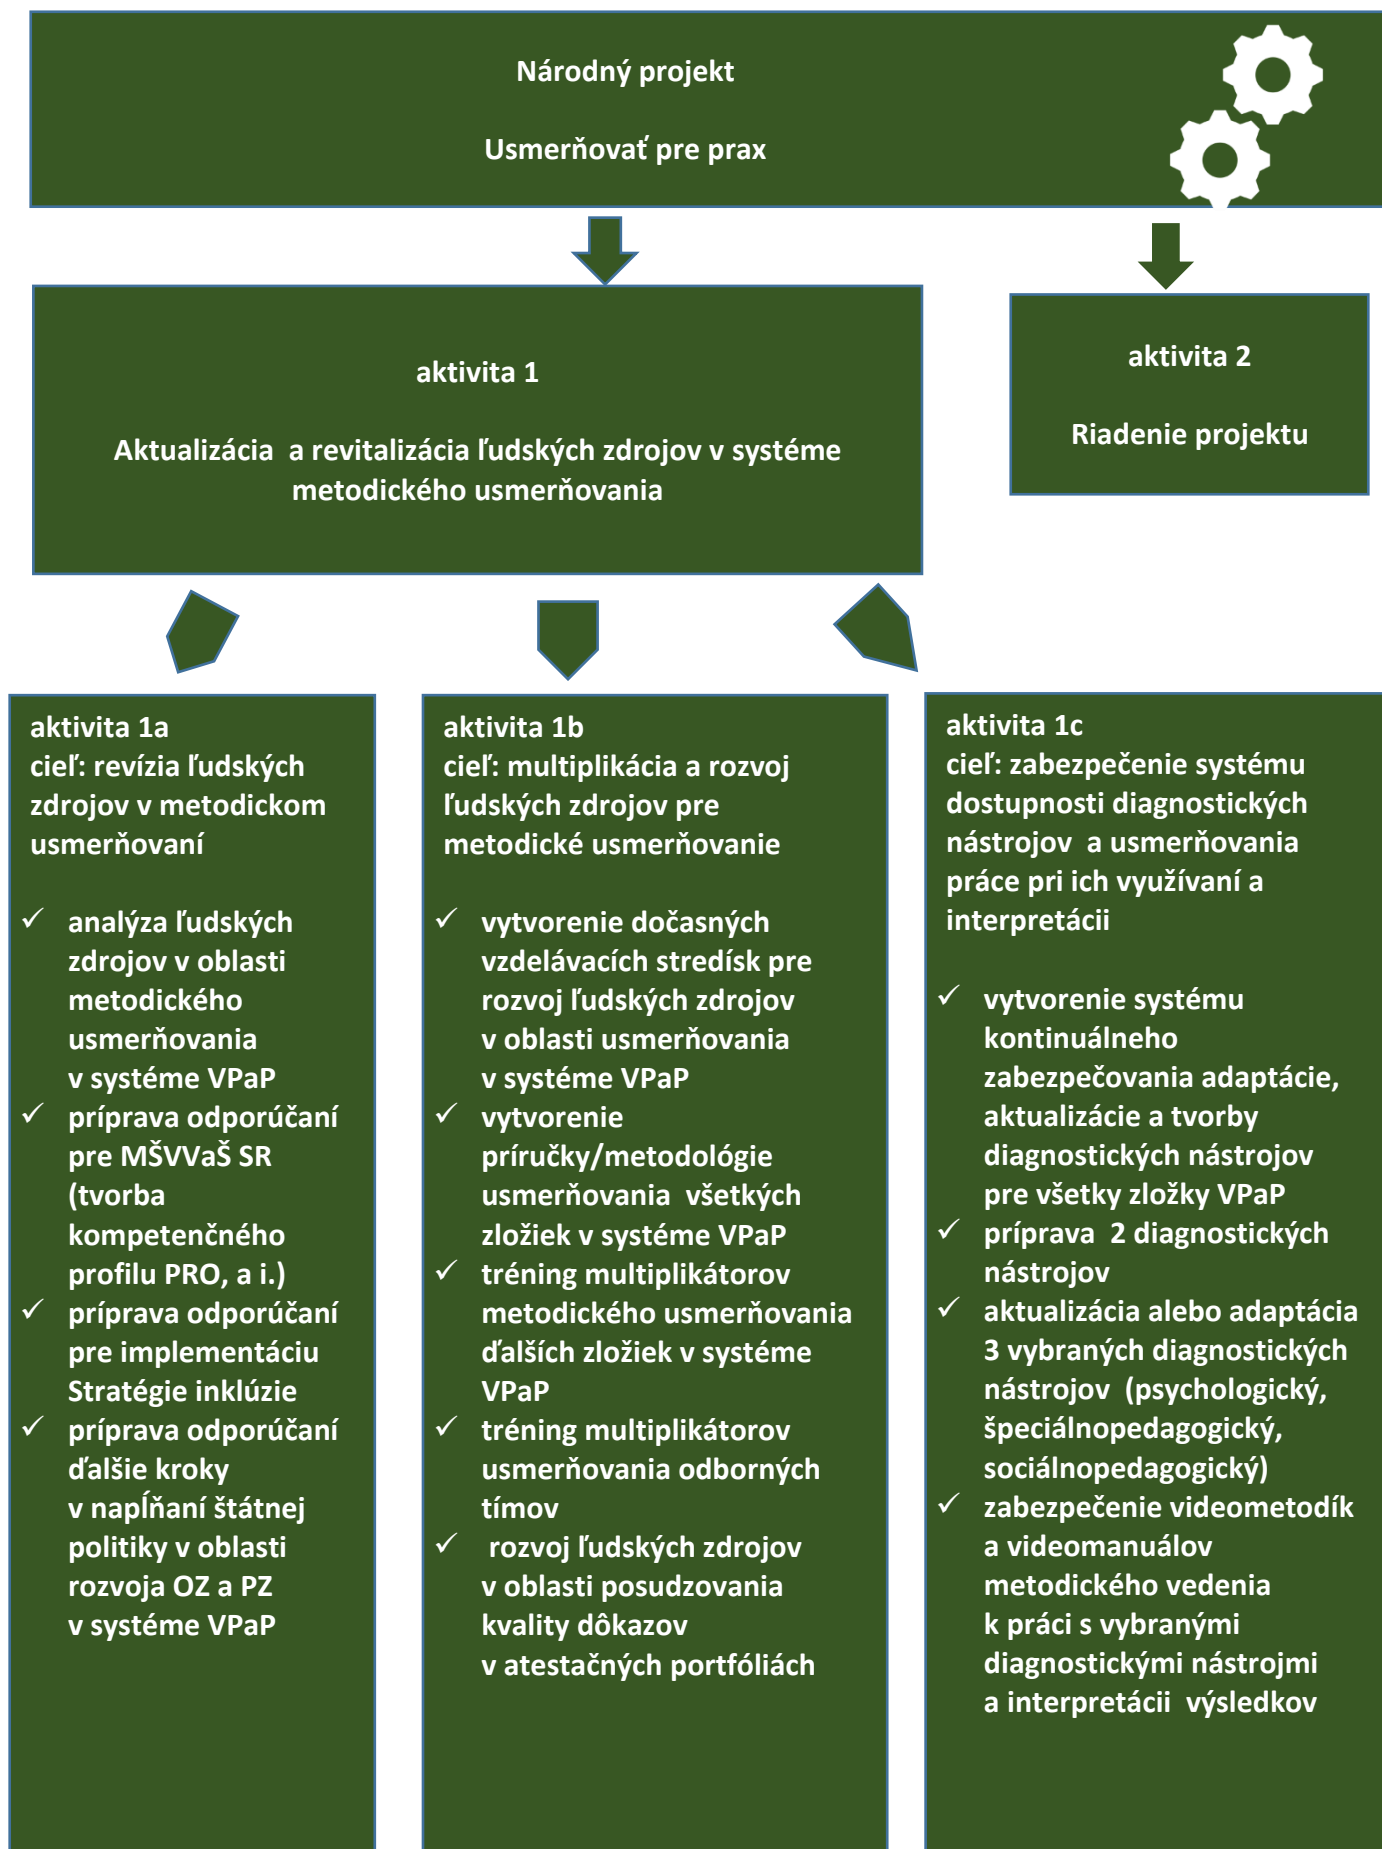 Národný projekt
Usmerňovať pre prax
aktivita 1
Aktualizácia  a revitalizácia ľudských zdrojov v systéme
metodického usmerňovania
aktivita 2
Riadenie projektu
aktivita 1a
cieľ: revízia ľudských
zdrojov v metodickom
usmerňovaní
✓ analýza ľudských
zdrojov v oblasti
metodického
usmerňovania
v systéme VPaP
✓ príprava odporúčaní
pre MŠVVaŠ SR
(tvorba
kompetenčného
profilu PRO, a i.)
✓ príprava odporúčaní
pre implementáciu
Stratégie inklúzie
✓ príprava odporúčaní
ďalšie kroky
v napĺňaní štátnej
politiky v oblasti
rozvoja OZ a PZ
v systéme VPaP
aktivita 1b
cieľ: multiplikácia a rozvoj
ľudských zdrojov pre
metodické usmerňovanie
✓ vytvorenie dočasných
vzdelávacích stredísk pre
rozvoj ľudských zdrojov
v oblasti usmerňovania
v systéme VPaP
✓ vytvorenie
príručky/metodológie
usmerňovania  všetkých
zložiek v systéme VPaP
✓ tréning multiplikátorov
metodického usmerňovania
ďalších zložiek v systéme
VPaP
✓ tréning multiplikátorov
usmerňovania odborných
tímov
✓ rozvoj ľudských zdrojov
v oblasti posudzovania
kvality dôkazov
v atestačných portfóliách
aktivita 1c
cieľ: zabezpečenie systému
dostupnosti diagnostických
nástrojov  a usmerňovania
práce pri ich využívaní a
interpretácii
✓ vytvorenie systému
kontinuálneho
zabezpečovania adaptácie,
aktualizácie a tvorby
diagnostických nástrojov
pre všetky zložky VPaP
✓ príprava  2 diagnostických
nástrojov
✓ aktualizácia alebo adaptácia
3 vybraných diagnostických
nástrojov  (psychologický,
špeciálnopedagogický,
sociálnopedagogický)
✓ zabezpečenie videometodík
a videomanuálov
metodického vedenia
k práci s vybranými
diagnostickými nástrojmi
a interpretácii  výsledkov